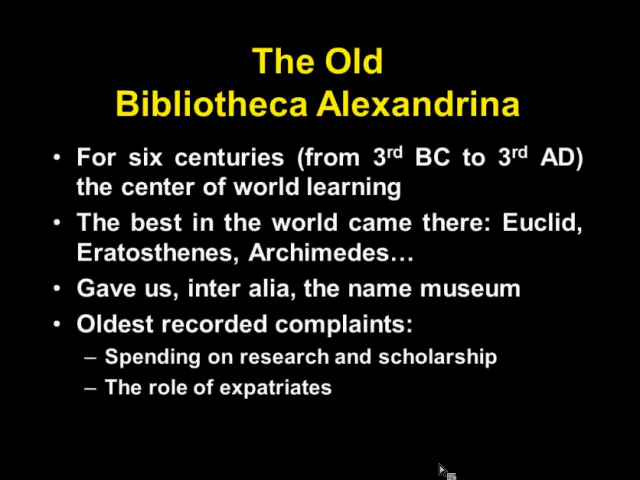 The Old
Bibliotheca Alexandrina
• For six centuries (from 3rd BC to 3rd AD)
the center of world learning
• The best in the world came there: Euclid,
Eratosthenes, Archimedes…
• Gave us, inter alia, the name museum
• Oldest recorded complaints:
– Spending on research and scholarship
– The role of expatriates